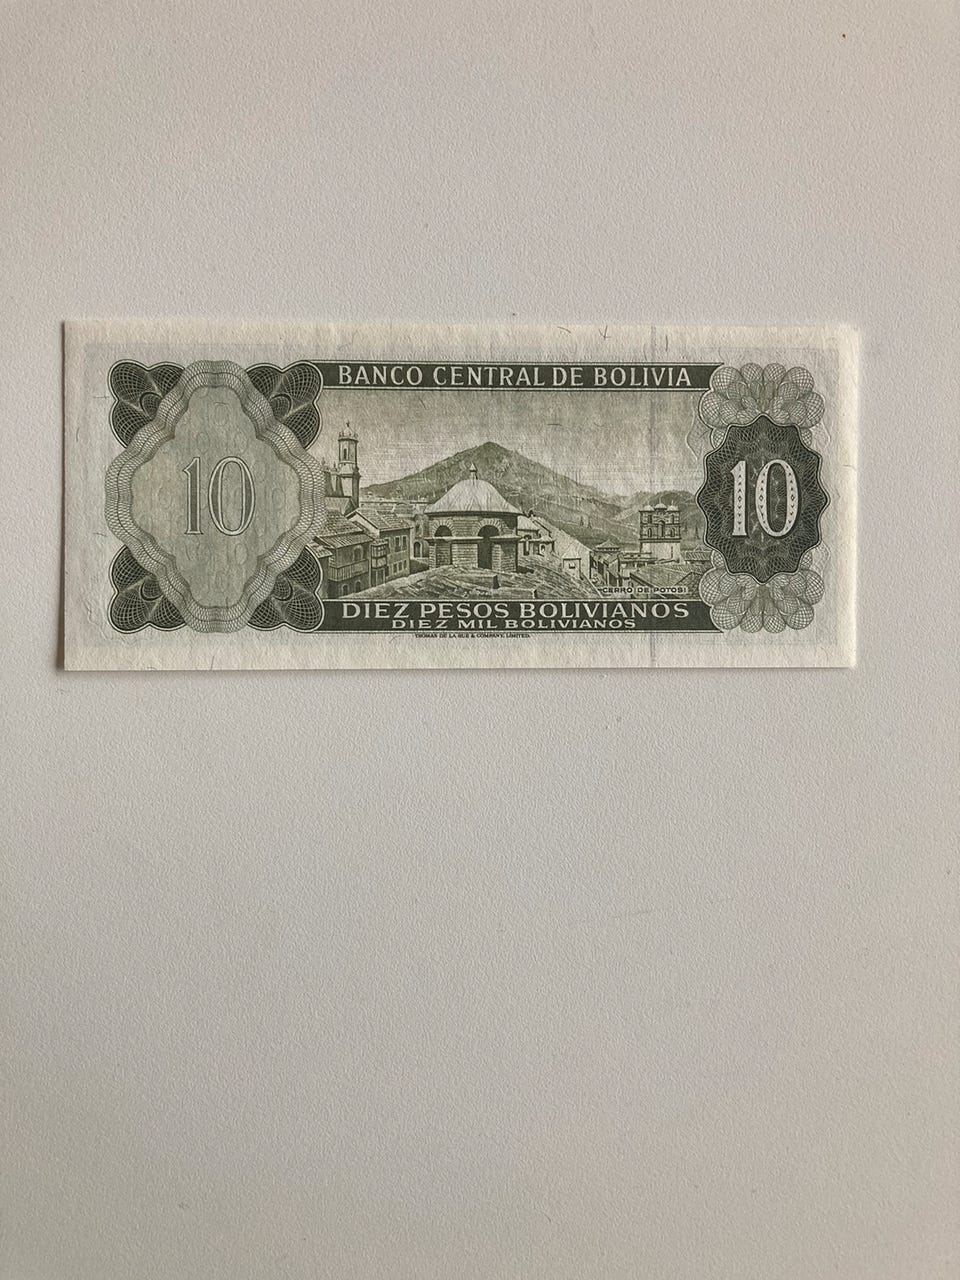 BANCO CENTRAL DE BOLIVIA
10
10
CERRO DE POTOSI
DIEZ PESOS BOLIVIANOS
DIEZ MIL BOLIVIANOS
THOMAS DE LA RUE & COMPANY, LIMITED.